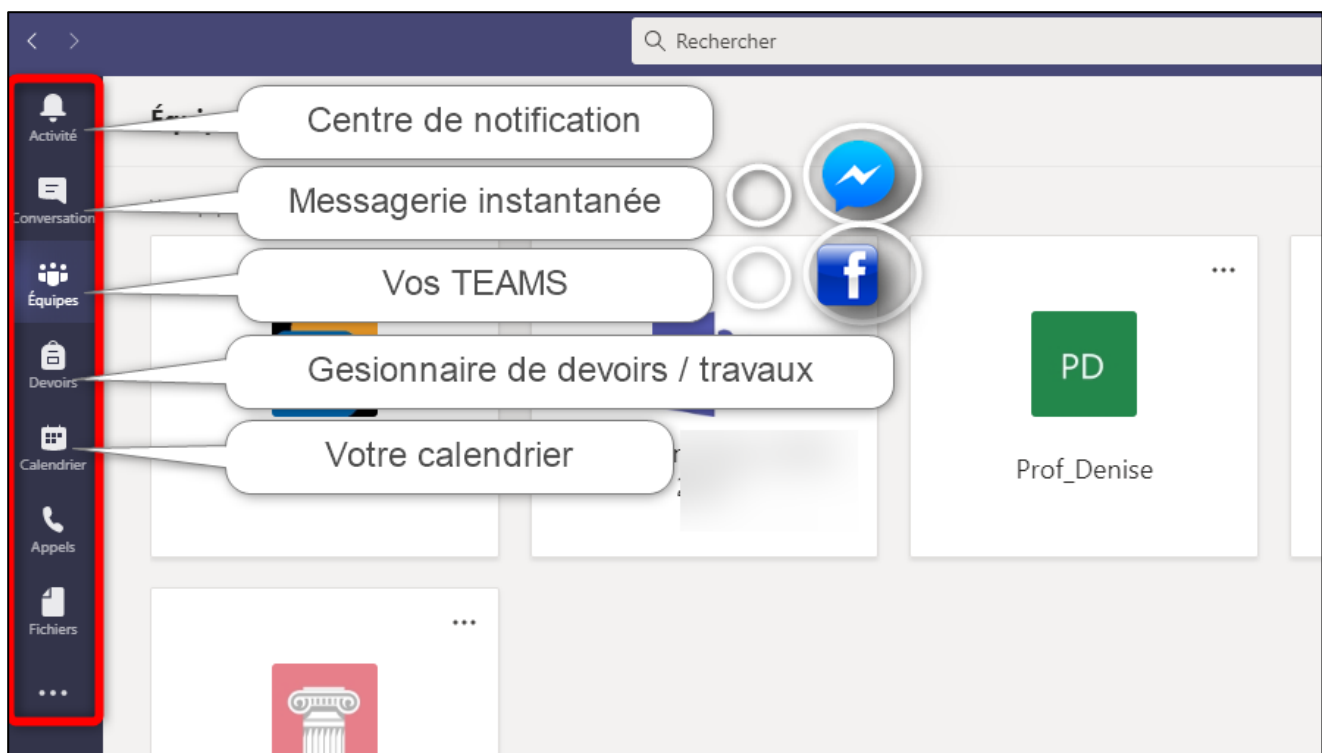 Rechercher
Activité
Centre de notification
Conversation
Messagerie instantanée
Équipes
Vos TEAMS
f
Devoirs
Gesionnaire de devoirs / travaux
PD
Calendrier
Votre calendrier
Prof_Denise
Appels
Fichiers